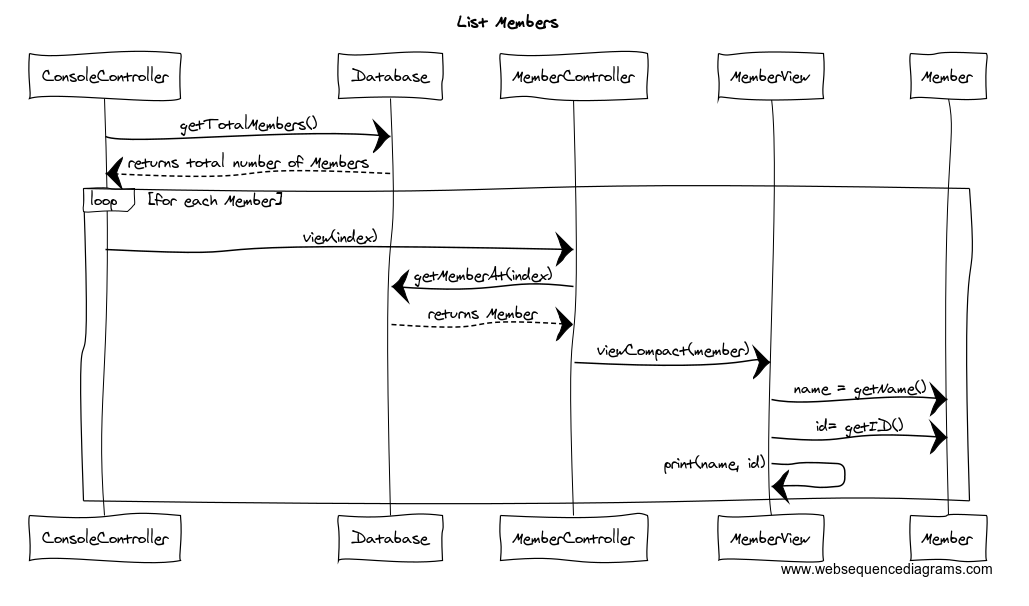 List Members
ConsoleController
Database
MemberController
MemberView
Member
getTotalMembers()
returns total number of Members
loop
[for each Member]
view(index)
getMemberAt(index)
returns Member
viewCompact(member)
name = getName()
id= getID()
print(name, id)
ConsoleController
Database
MemberController
MemberView
Member
www.websequencediagrams.com